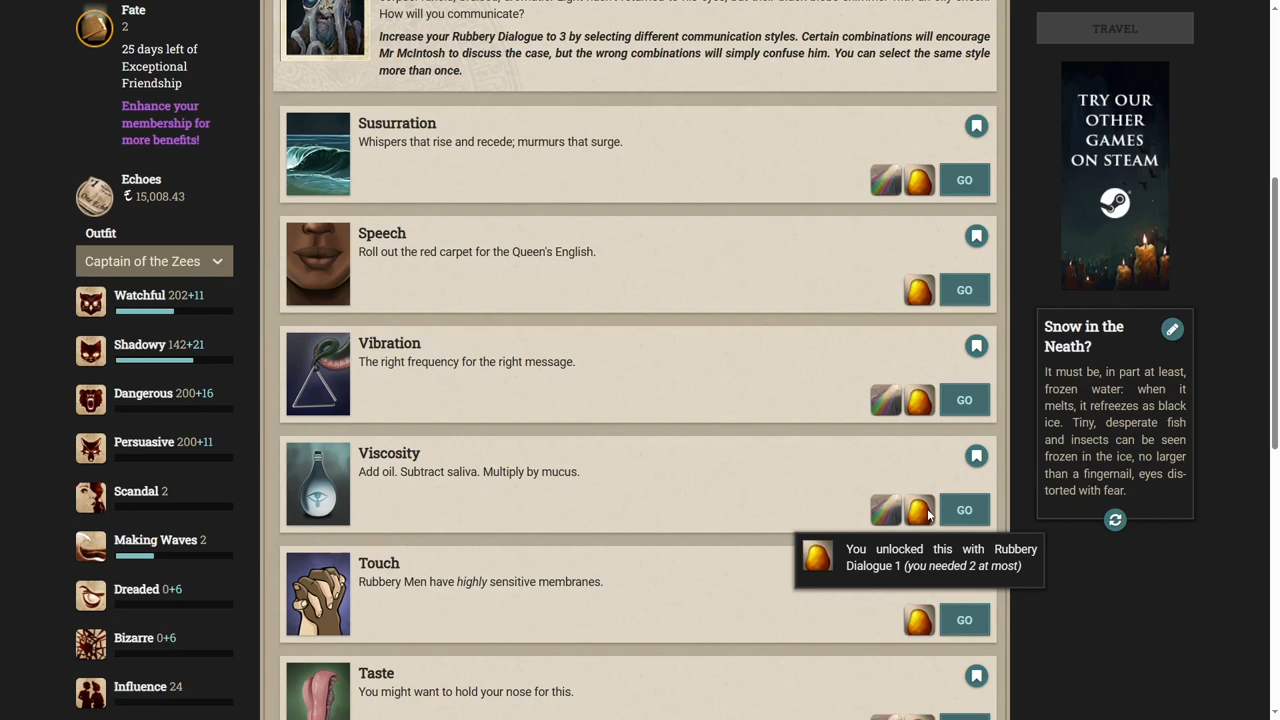 Fate
2
25 days left of
Exceptional
Friendship
Enhance your
membership for
more benefits!
Echoes
15,008.43
Outfit
Captain of the Zees
Watchful 202+11
Shadowy 142+21
Dangerous 200+16
Persuasive 200+11
Scandal 2
Making Waves 2
Dreaded 0+6
Bizarre 0+6
Influence 24
How will you communicate?
Increase your Rubbery Dialogue to 3 by selecting different communication styles. Certain combinations will encourage
Mr McIntosh to discuss the case, but the wrong combinations will simply confuse him. You can select the same style
more than once.
Susurration
Whispers that rise and recede; murmurs that surge.
GO
Speech
Roll out the red carpet for the Queen's English.
GO
Vibration
The right frequency for the right message.
GO
Viscosity
Add oil. Subtract saliva. Multiply by mucus.
GO
You unlocked this with Rubbery
Dialogue 1 (you needed 2 at most)
Touch
Rubbery Men have highly sensitive membranes.
GO
Taste
You might want to hold your nose for this.
TRAVEL
TRY OUR
OTHER
GAMES
ON STEAM
Snow in the
Neath?
It must be, in part at least,
frozen water: when it
melts, it refreezes as black
ice. Tiny, desperate fish
and insects can be seen
frozen in the ice, no larger
than a fingernail, eyes dis-
torted with fear.